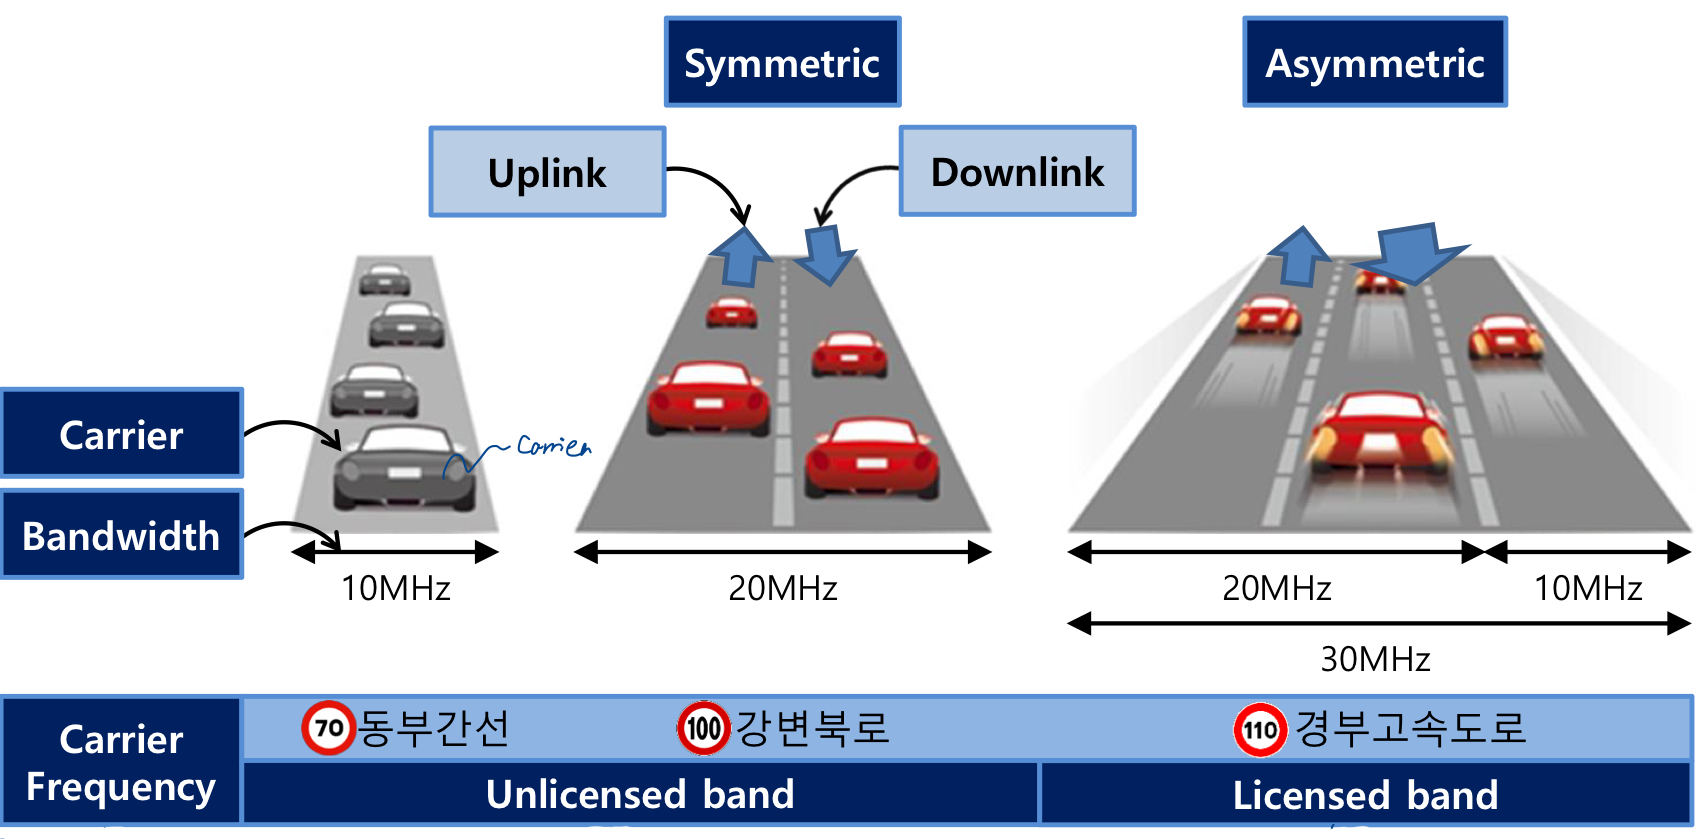 Symmetric
Asymmetric
Uplink
Downlink
Carrier
Carrier
Bandwidth
10MHz
20MHz
20MHz
10MHz
30MHz
Carrier
Frequency
70 동부간선
100 강변북로
110 경부고속도로
Unlicensed band
Licensed band